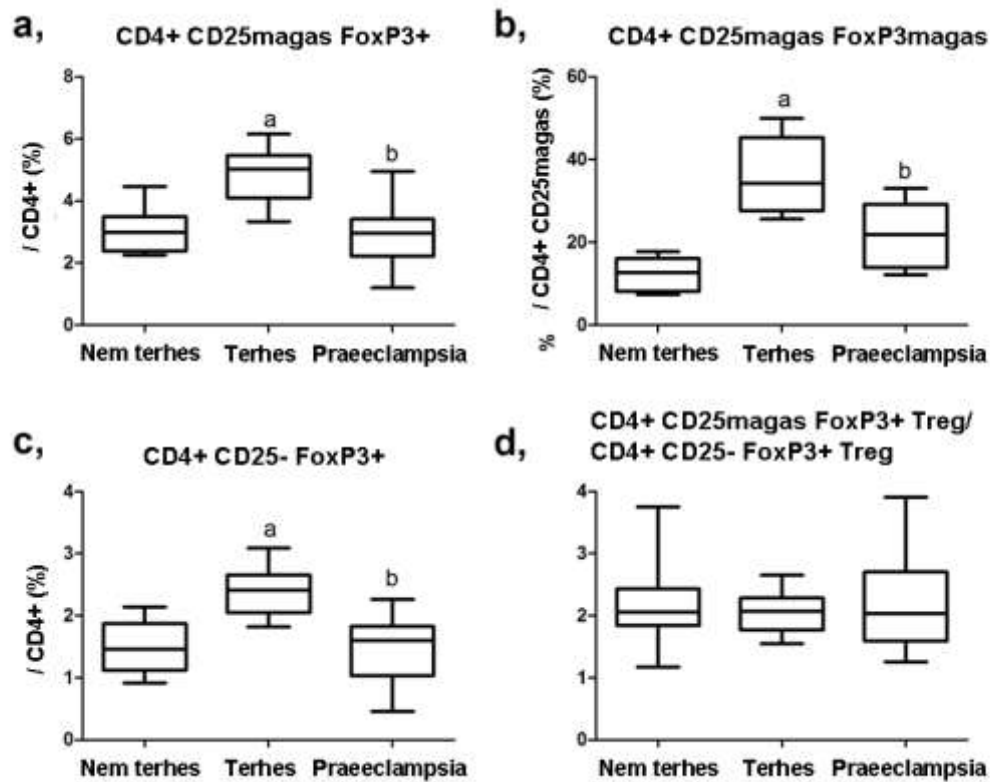 a,
CD4+ CD25magas FoxP3+
/ CD4+ (%)
8
6
4
2
0
a
b
Nem terhes Terhes Praeeclampsia
b,
CD4+ CD25magas FoxP3magas
% / CD4+ CD25magas (%)
60
40
20
0
a
b
Nem terhes Terhes Praeeclampsia
c,
CD4+ CD25- FoxP3+
/ CD4+ (%)
4
3
2
1
0
a
b
Nem terhes Terhes Praeeclampsia
d,
CD4+ CD25magas FoxP3+ Treg/
CD4+ CD25- FoxP3+ Treg
4
3
2
1
0
Nem terhes Terhes Praeeclampsia